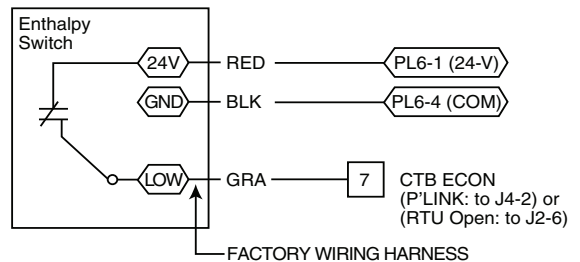 Enthalpy
Switch
24V
RED
PL6-1 (24-V)
GND
BLK
PL6-4 (COM)
LOW
GRA
7
CTB ECON
(P'LINK: to J4-2) or
(RTU Open: to J2-6)
FACTORY WIRING HARNESS